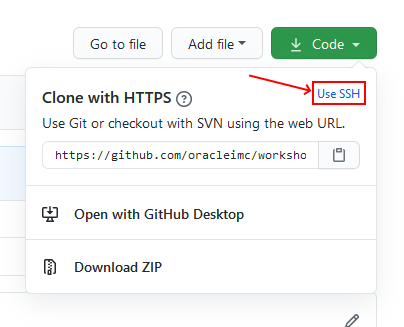 Go to file
Add file
Code
Use SSH
Clone with HTTPS
Use Git or checkout with SVN using the web URL.
https://github.com/oracleimc/worksho
Open with GitHub Desktop
Download ZIP